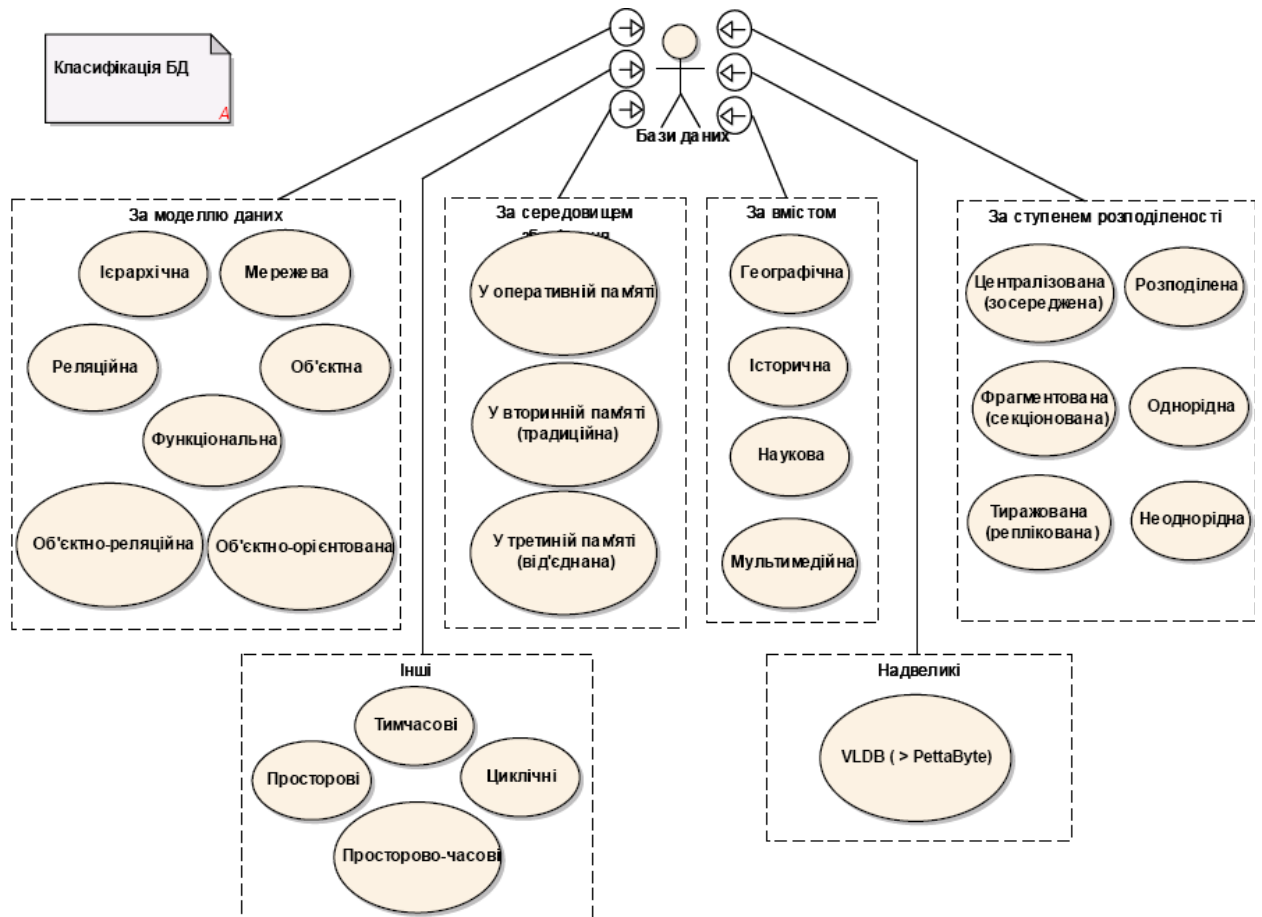 Класифікація БД
A
Бази даних
За моделлю даних
Ієрархічна
Мережева
Реляційна
Об'єктна
Функціональна
Об'єктно-реляційна
Об'єктно-орієнтована
За середовищем
У оперативній пам'яті
У вторинній пам'яті
(традиційна)
У третиній пам'яті
(від'єднана)
За вмістом
Географічна
Історична
Наукова
Мультимедійна
За ступенем розподіленості
Централізована
(зосереджена)
Розподілена
Фрагментована
(секціонована)
Однорідна
Тиражована
(реплікована)
Неоднорідна
Інші
Тимчасові
Просторові
Циклічні
Просторово-часові
Надвеликі
VLDB ( > PettaByte)